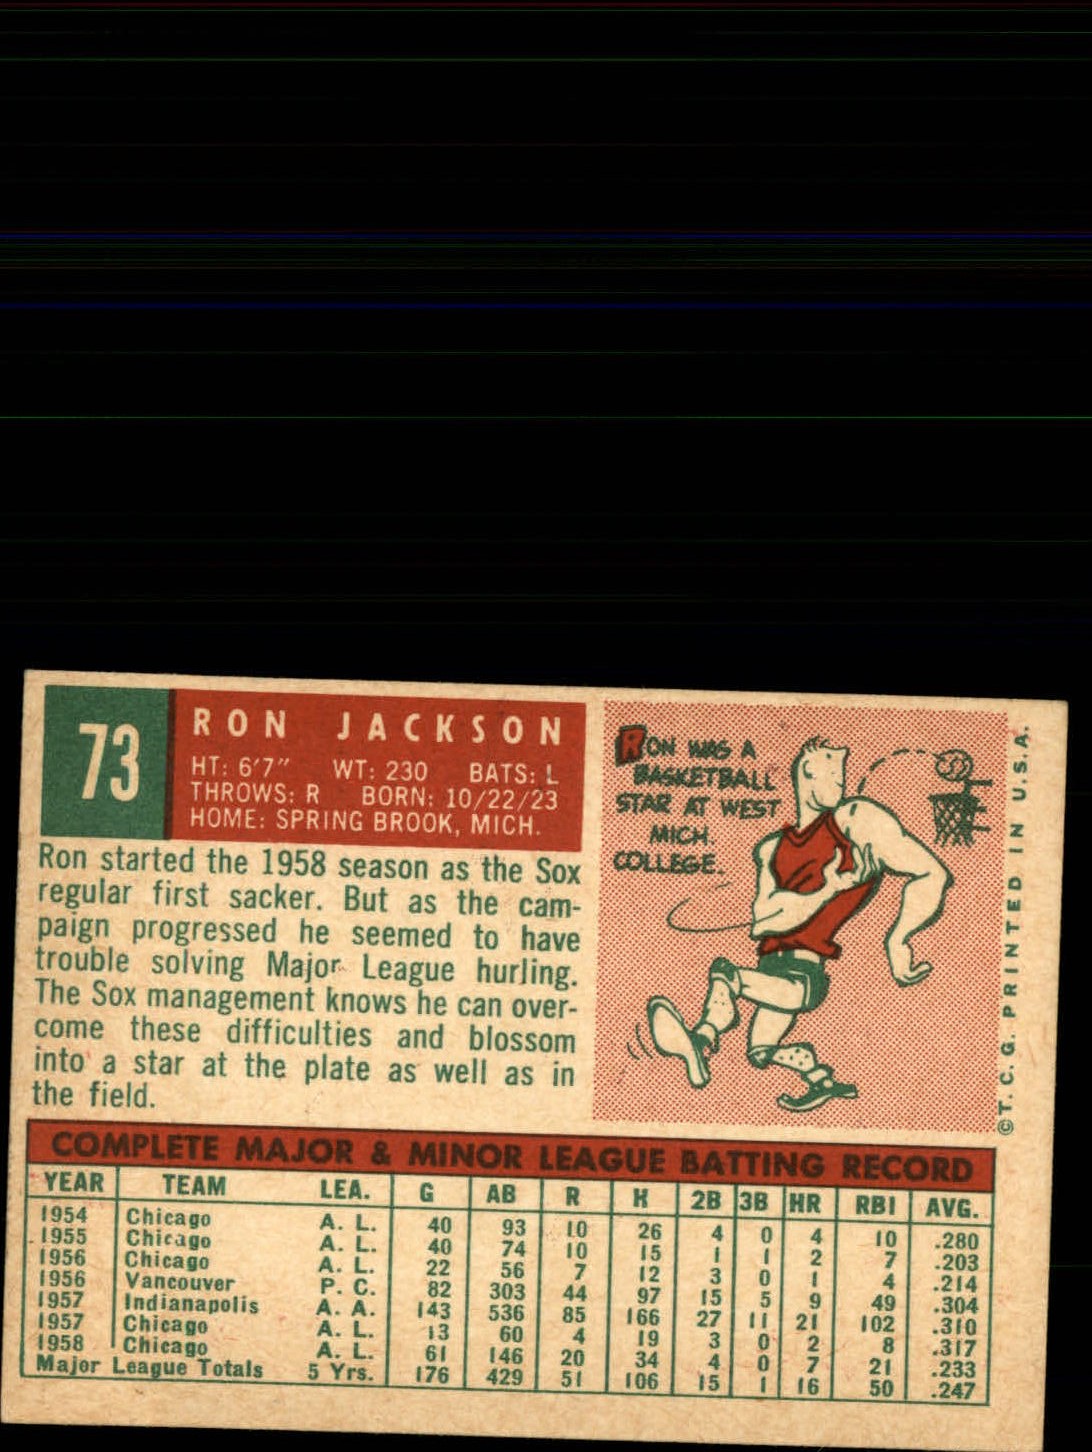 73
RON JACKSON
HT: 6'7" WT: 230 BATS: L
THROWS: R BORN: 10/22/23
HOME: SPRING BROOK, MICH.
Ron started the 1958 season as the Sox
regular first sacker. But as the cam-
paign progressed he seemed to have
trouble solving Major League hurling.
The Sox management knows he can over-
come these difficulties and blossom
into a star at the plate as well as in
the field.
RON WAS A
BASKETBALL
STAR AT WEST
MICH.
COLLEGE.
©T.C.G. PRINTED IN U.S.A.
COMPLETE MAJOR & MINOR LEAGUE BATTING RECORD
YEAR TEAM LEA. G AB R H 2B 3B HR RBI AVG.
1954 Chicago A. L. 40 93 10 26 4 0 4 10 .280
1955 Chicago A. L. 40 74 10 15 1 1 2 7 .203
1956 Chicago A. L. 22 56 7 12 3 0 1 4 .214
1956 Vancouver P. C. 82 303 44 97 15 5 9 49 .304
1957 Indianapolis A. A. 143 536 85 166 27 11 21 102 .310
1957 Chicago A. L. 13 60 4 19 3 0 2 8 .317
1958 Chicago A. L. 61 146 20 34 4 0 7 21 .233
Major League Totals 5 Yrs. 176 429 51 106 15 1 16 50 .247